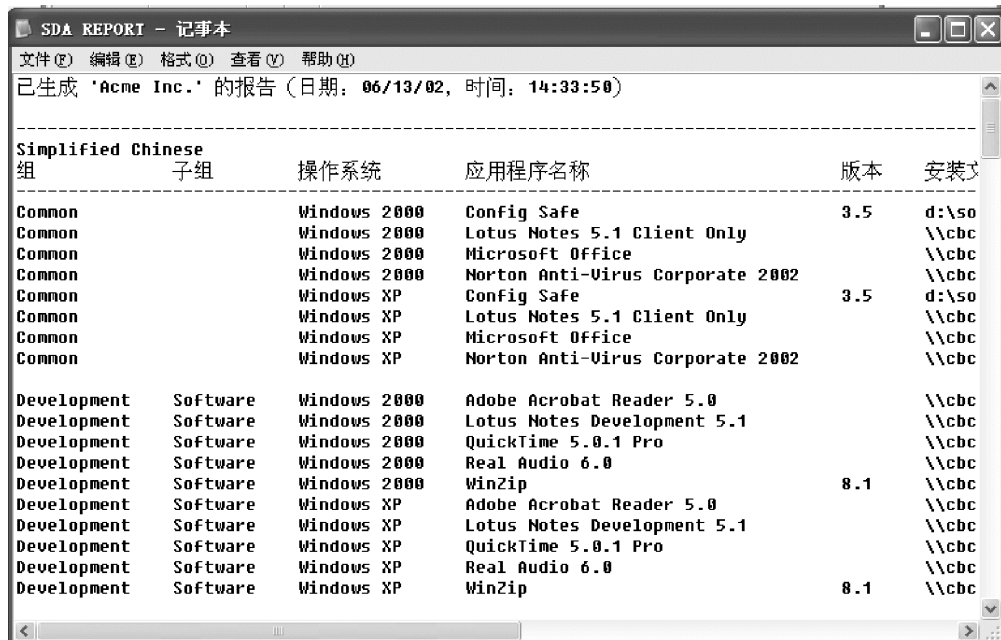 SDA REPORT - 记事本
文件(F) 编辑(E) 格式(O) 查看(V) 帮助(H)
已生成 'Acme Inc.' 的报告 (日期: 06/13/02, 时间: 14:33:50)
Simplified Chinese
组 子组 操作系统 应用程序名称 版本 安装文
Common Windows 2000 Config Safe 3.5 d:\so
Common Windows 2000 Lotus Notes 5.1 Client Only \\cbc
Common Windows 2000 Microsoft Office \\cbc
Common Windows 2000 Norton Anti-Virus Corporate 2002 \\cbc
Common Windows XP Config Safe 3.5 d:\so
Common Windows XP Lotus Notes 5.1 Client Only \\cbc
Common Windows XP Microsoft Office \\cbc
Common Windows XP Norton Anti-Virus Corporate 2002 \\cbc
Development Software Windows 2000 Adobe Acrobat Reader 5.0 \\cbc
Development Software Windows 2000 Lotus Notes Development 5.1 \\cbc
Development Software Windows 2000 QuickTime 5.0.1 Pro \\cbc
Development Software Windows 2000 Real Audio 6.0 \\cbc
Development Software Windows 2000 WinZip 8.1 \\cbc
Development Software Windows XP Adobe Acrobat Reader 5.0 \\cbc
Development Software Windows XP Lotus Notes Development 5.1 \\cbc
Development Software Windows XP QuickTime 5.0.1 Pro \\cbc
Development Software Windows XP Real Audio 6.0 \\cbc
Development Software Windows XP WinZip 8.1 \\cbc